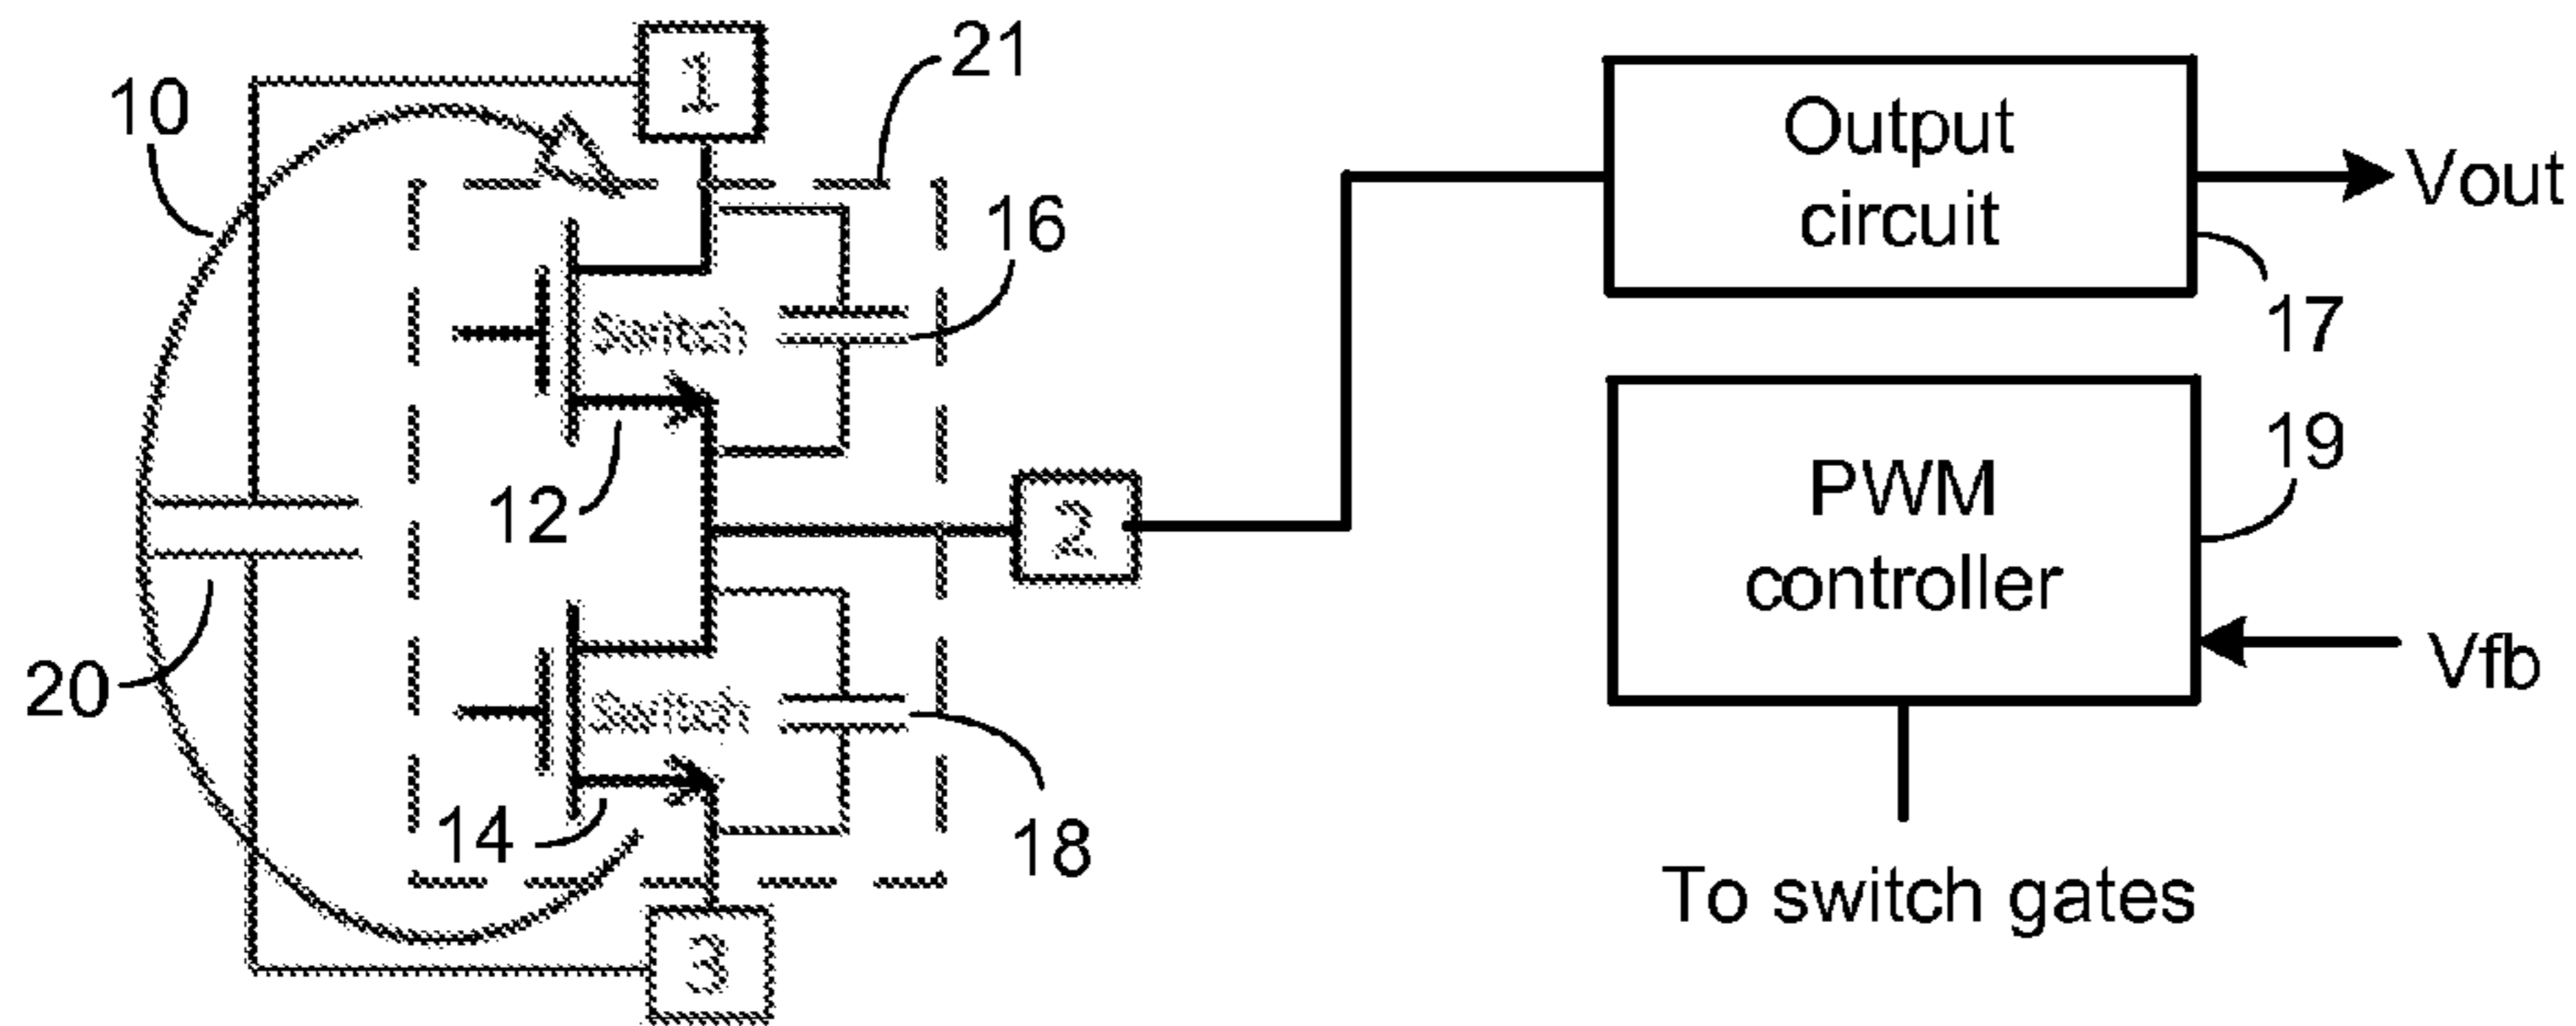 1
21
10
16
Output
circuit
Vout
17
Switch
12
2
19
PWM
controller
Vfb
20
Switch
14
18
To switch gates
3